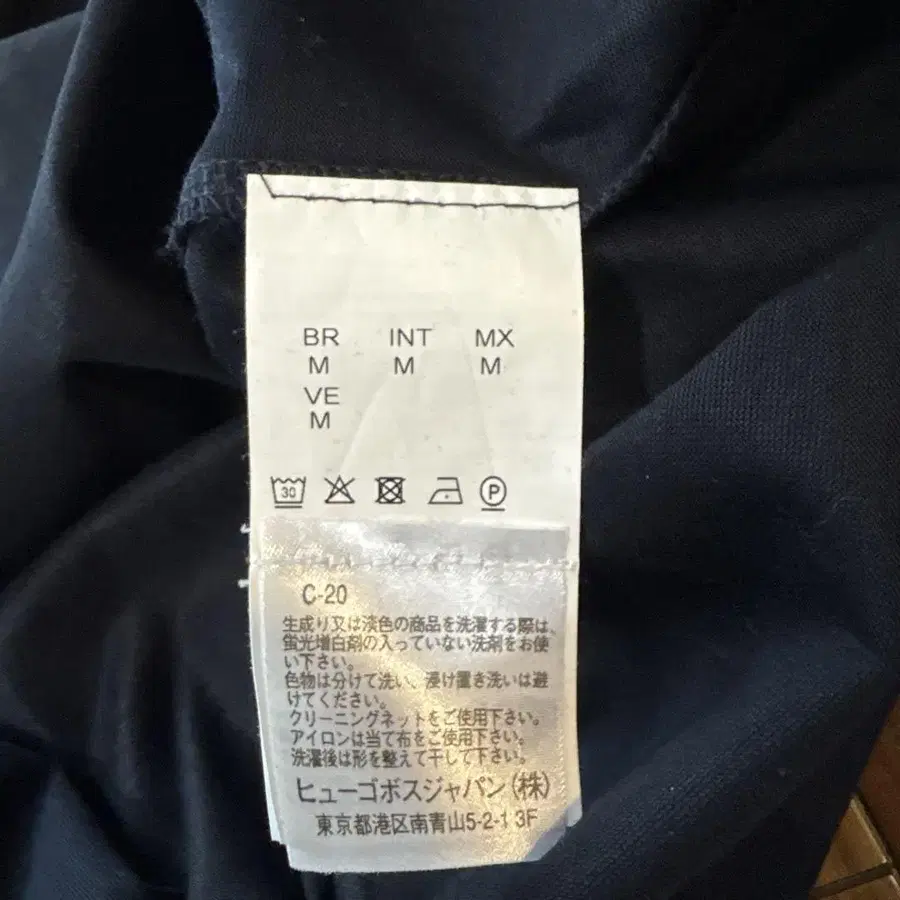 BR INT MX
M M M
VE
M
30 P
C-20
生成り又は淡色の商品を洗濯する際は、
蛍光増白剤の入っていない洗剤をお使
い下さい。
色物は分けて洗い、浸け置き洗いは避
けてください。
クリーニングネットをご使用下さい。
アイロンは当て布をご使用下さい。
洗濯後は形を整えて干して下さい。
ヒューゴボスジャパン(株)
東京都港区南青山5-2-1 3F